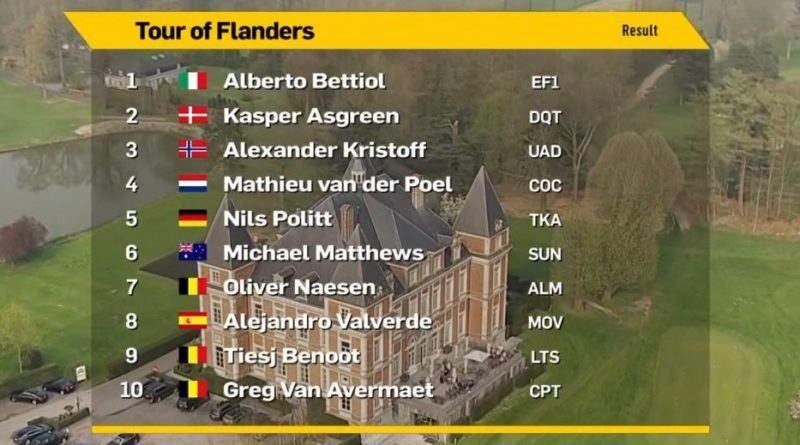 Tour of Flanders Result
1 Alberto Bettiol EF1
2 Kasper Asgreen DQT
3 Alexander Kristoff UAD
4 Mathieu van der Poel COC
5 Nils Politt TKA
6 Michael Matthews SUN
7 Oliver Naesen ALM
8 Alejandro Valverde MOV
9 Tiesj Benoot LTS
10 Greg Van Avermaet CPT